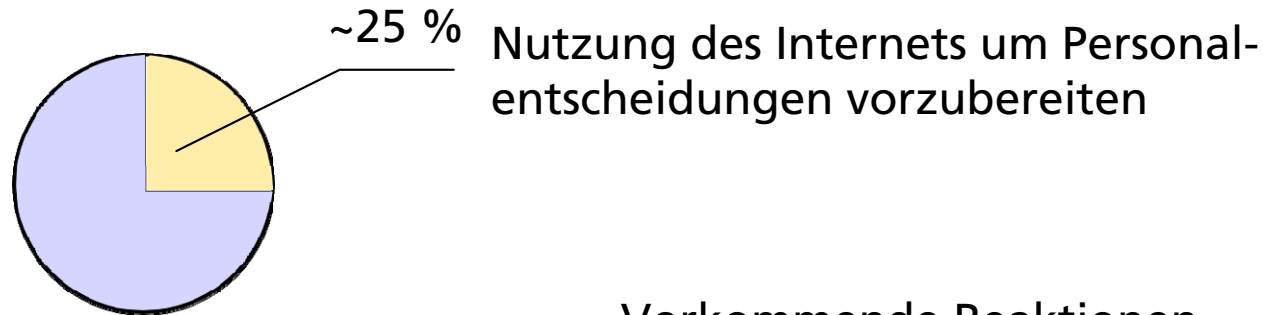 ~25 %
Nutzung des Internets um Personal-
entscheidungen vorzubereiten
Vorkommende Reaktionen